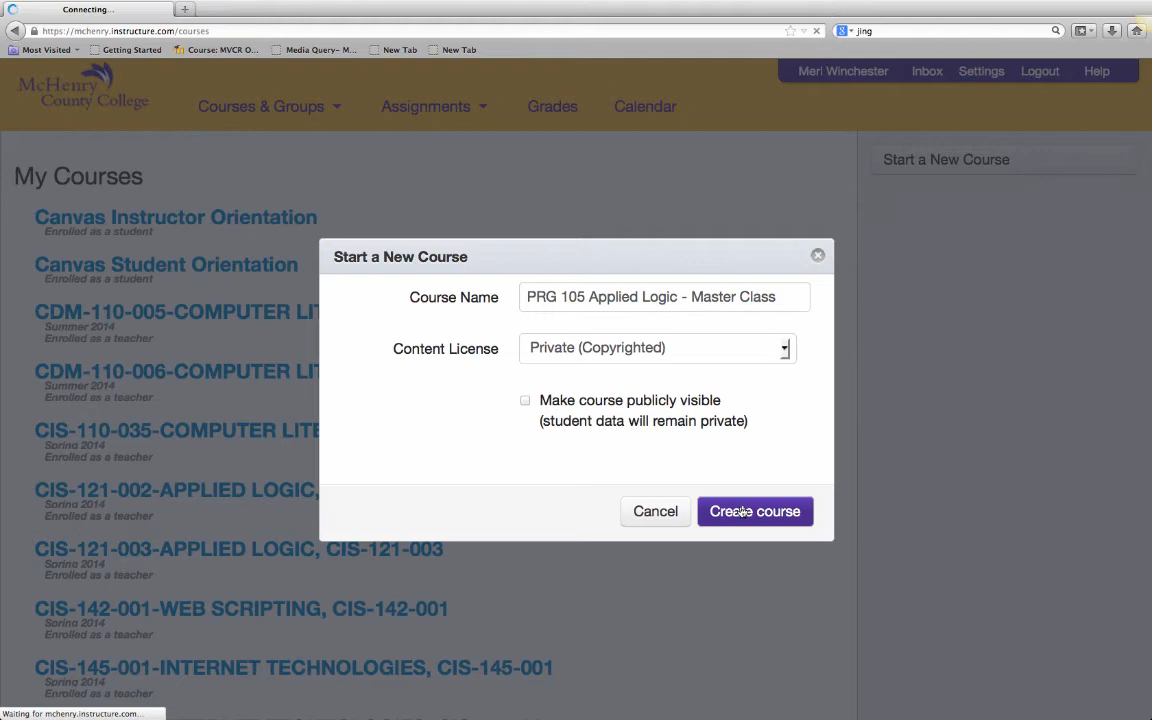 Connecting...
https://mchenry.instructure.com/courses
jing
Most Visited
Getting Started
Course: MVCR O...
Media Query- M...
New Tab
New Tab
McHenry
County College
Courses & Groups
Assignments
Grades
Calendar
Meri Winchester
Inbox
Settings
Logout
Help
My Courses
Start a New Course
Canvas Instructor Orientation
Enrolled as a student
Canvas Student Orientation
Enrolled as a student
CDM-110-005-COMPUTER LIT
Summer 2014
Enrolled as a teacher
CDM-110-006-COMPUTER LIT
Summer 2014
Enrolled as a teacher
CIS-110-035-COMPUTER LITE
Spring 2014
Enrolled as a teacher
CIS-121-002-APPLIED LOGIC,
Spring 2014
Enrolled as a teacher
CIS-121-003-APPLIED LOGIC, CIS-121-003
Spring 2014
Enrolled as a teacher
CIS-142-001-WEB SCRIPTING, CIS-142-001
Spring 2014
Enrolled as a teacher
CIS-145-001-INTERNET TECHNOLOGIES, CIS-145-001
Spring 2014
Enrolled as a teacher
Start a New Course
Course Name
PRG 105 Applied Logic - Master Class
Content License
Private (Copyrighted)
Make course publicly visible
(student data will remain private)
Cancel
Create course
Waiting for mchenry.instructure.com...